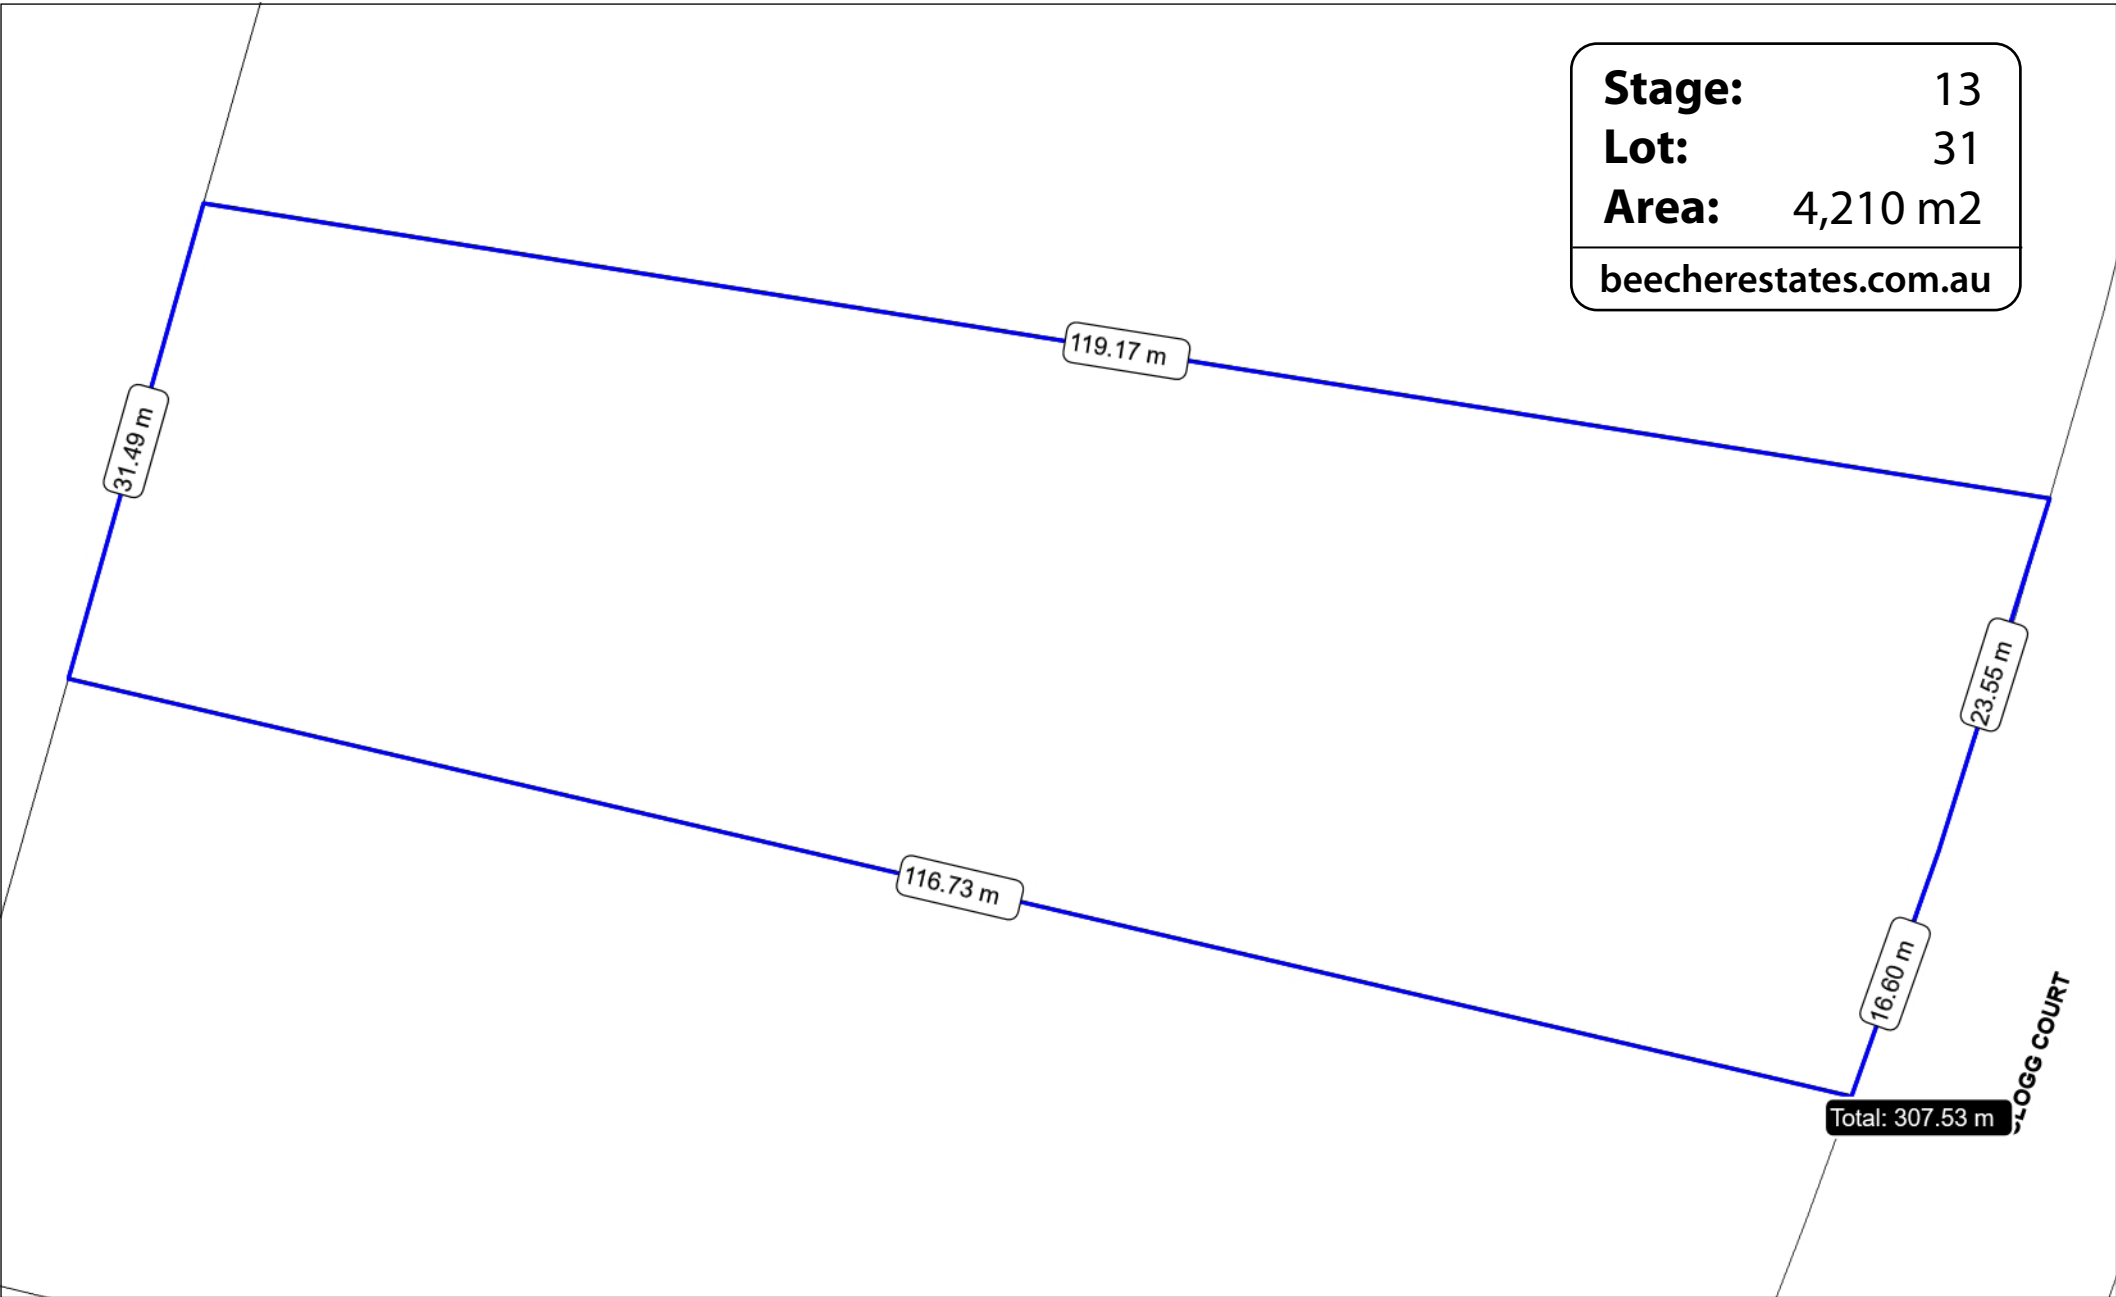 Stage: 13
Lot: 31
Area: 4,210 m2
beecherestates.com.au
119.17 m
31.49 m
23.55 m
116.73 m
16.60 m
COURT
Total: 307.53 m